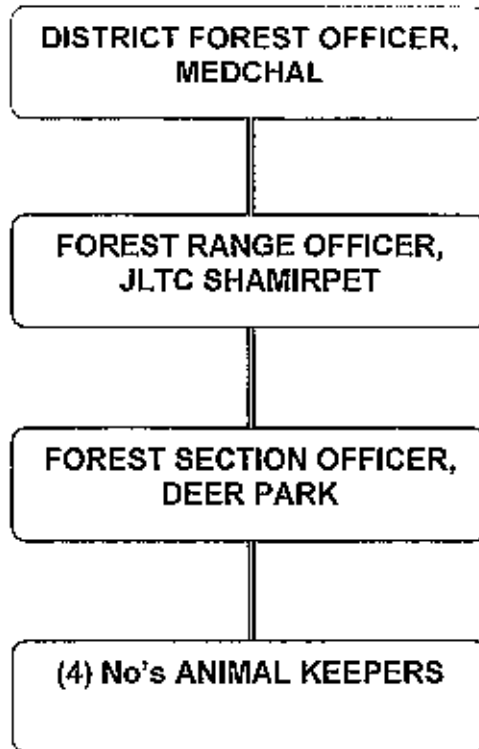 DISTRICT FOREST OFFICER,
MEDCHAL
FOREST RANGE OFFICER,
JLTC SHAMIRPET
FOREST SECTION OFFICER,
DEER PARK
(4) No's ANIMAL KEEPERS